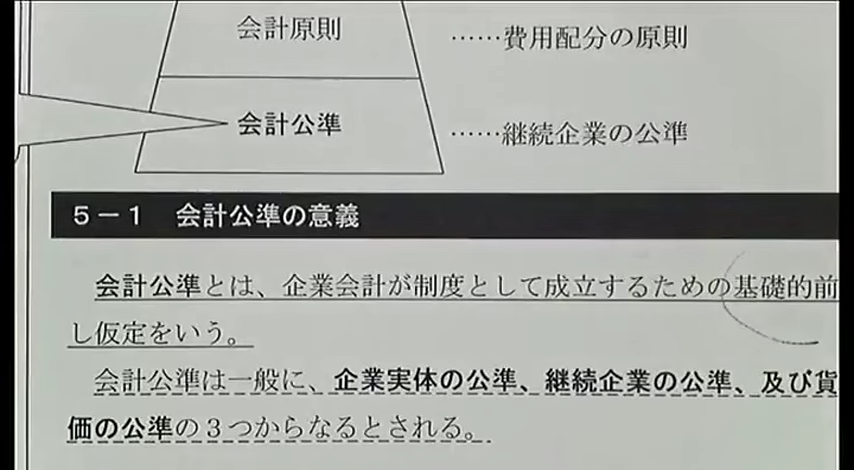 会計原則
……費用配分の原則
会計公準
……継続企業の公準
5－1　会計公準の意義
会計公準とは、企業会計が制度として成立するための基礎的前
し仮定をいう。
会計公準は一般に、企業実体の公準、継続企業の公準、及び貨
価の公準の3つからなるとされる。